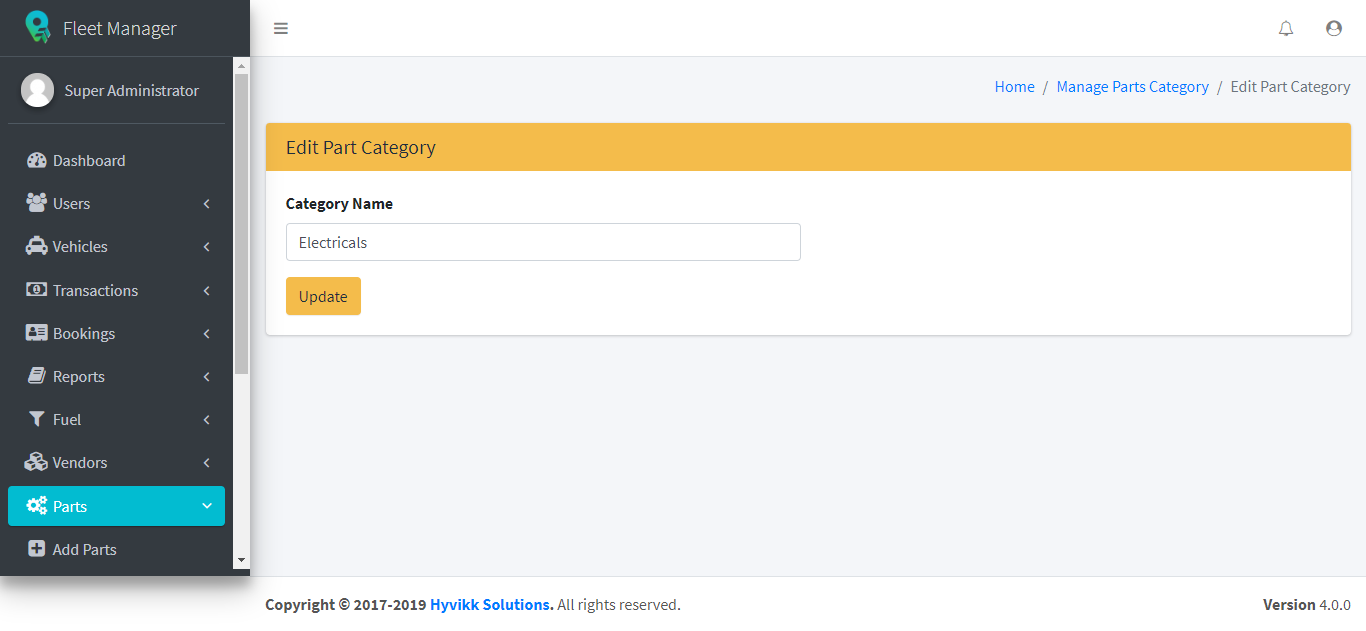 Fleet Manager
Super Administrator
Dashboard
Users
Vehicles
Transactions
Bookings
Reports
Fuel
Vendors
Parts
Add Parts
Home / Manage Parts Category / Edit Part Category
Edit Part Category
Category Name
Electricals
Update
Copyright © 2017-2019 Hyvikk Solutions. All rights reserved.
Version 4.0.0